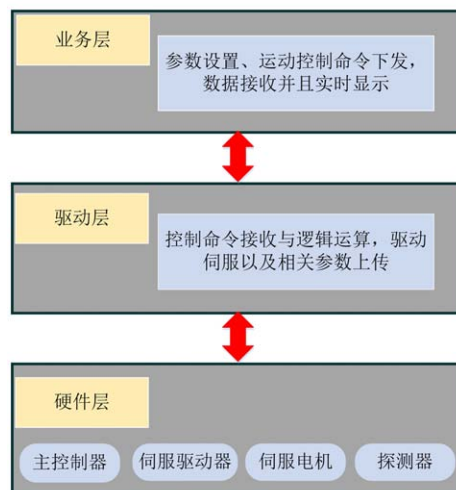 业务层
参数设置、运动控制命令下发,
数据接收并且实时显示
驱动层
控制命令接收与逻辑运算，驱动
伺服以及相关参数上传
硬件层
主控制器 伺服驱动器 伺服电机 探测器